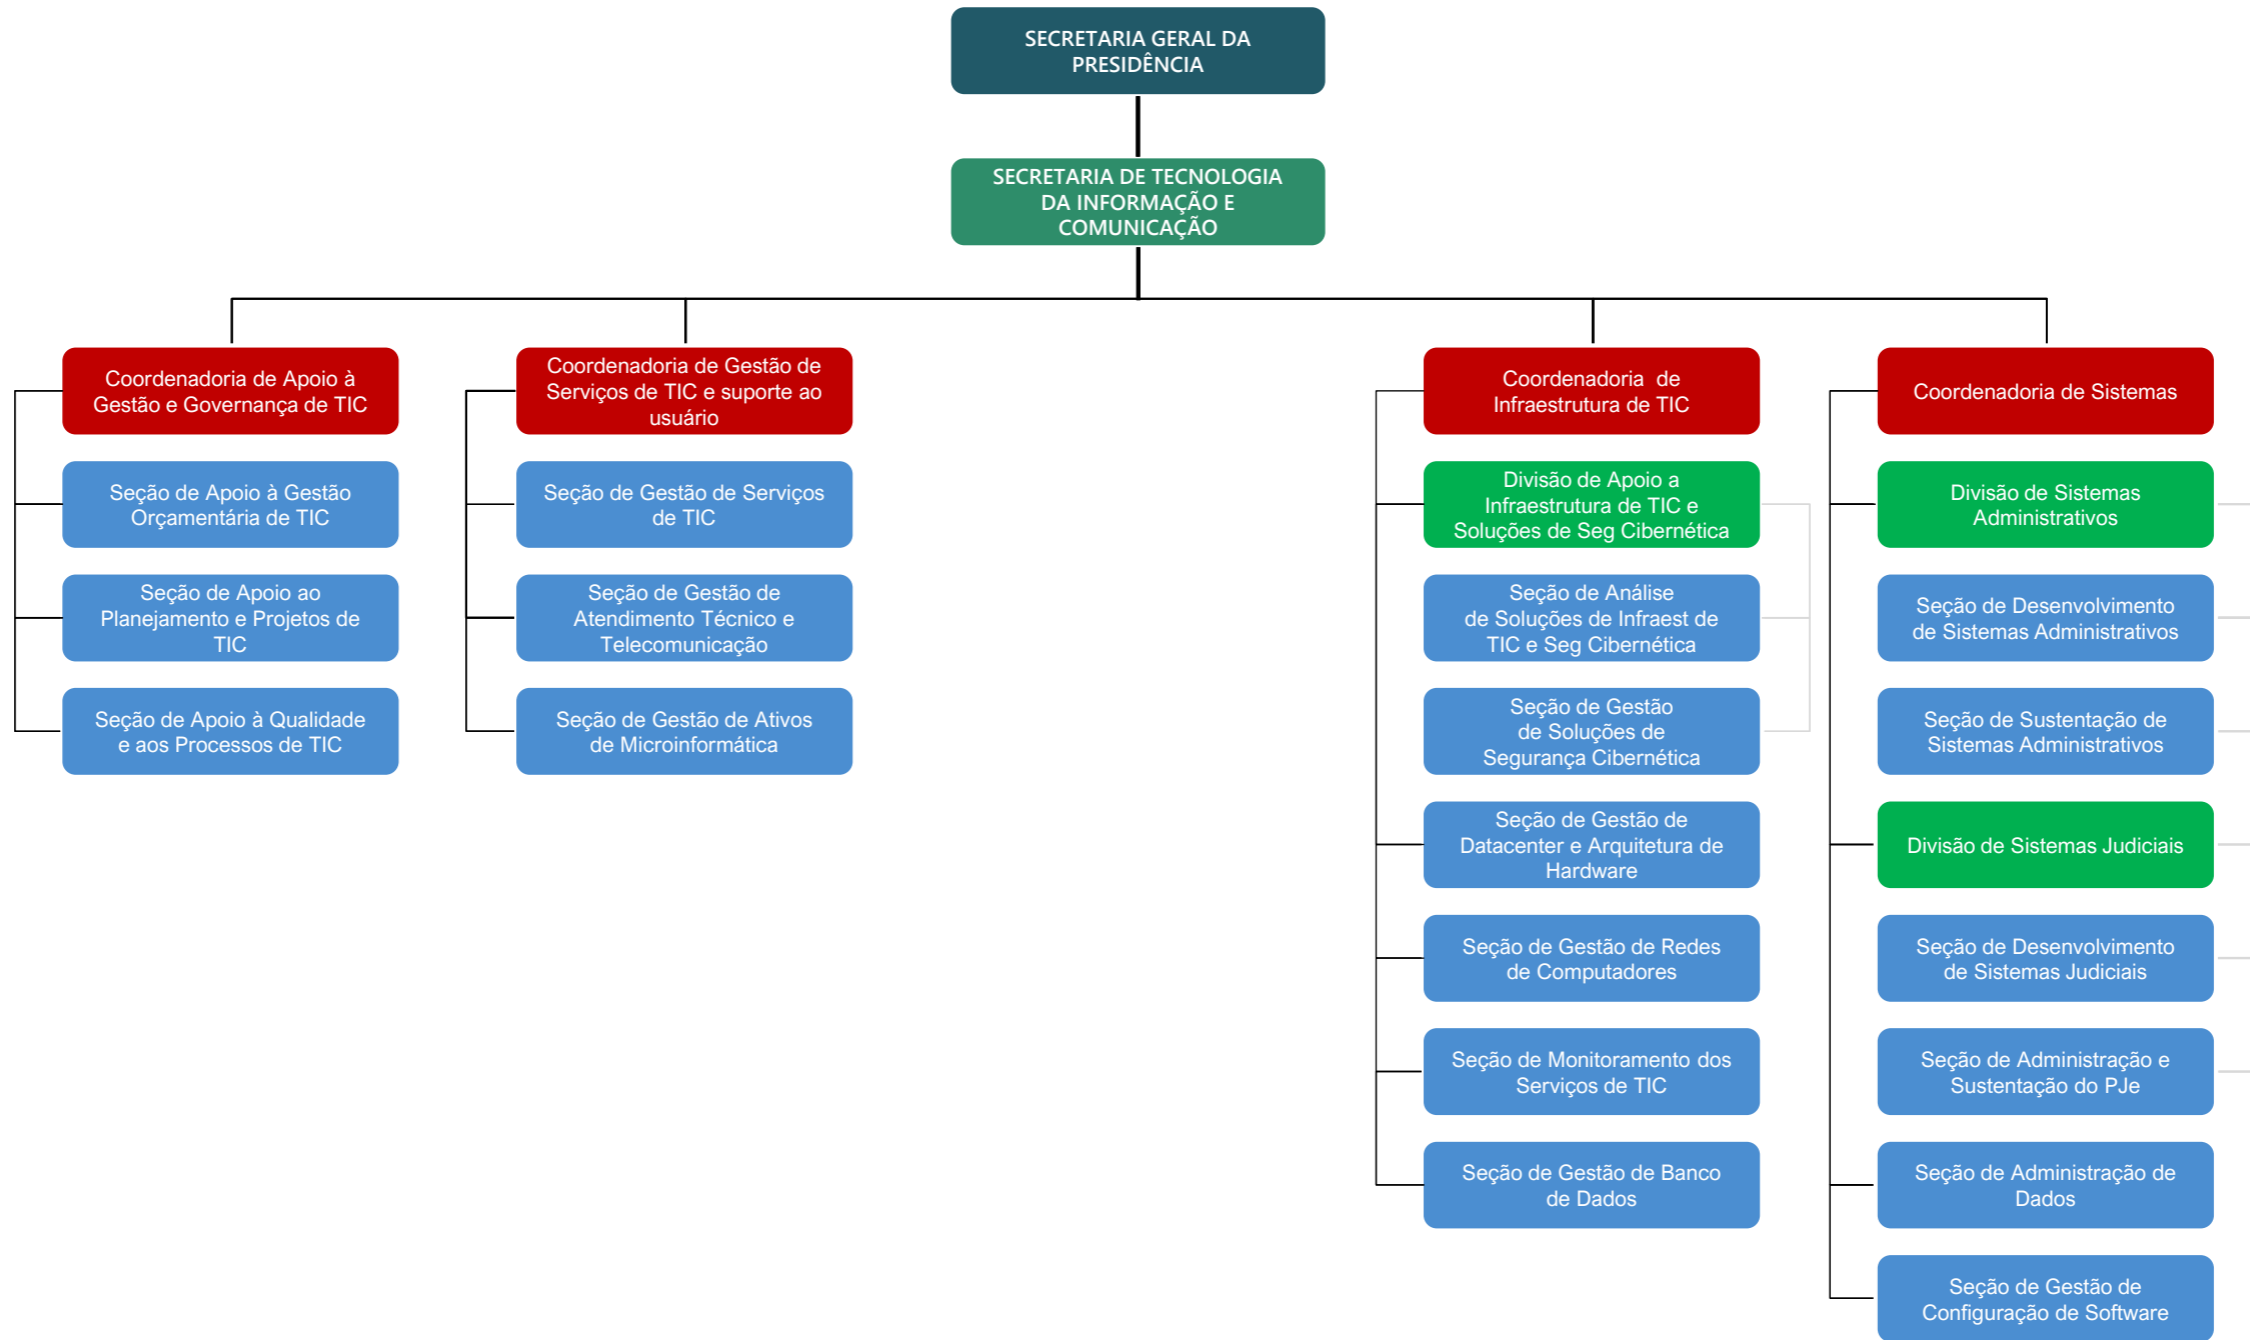 SECRETARIA GERAL DA
PRESIDÊNCIA
SECRETARIA DE TECNOLOGIA
DA INFORMAÇÃO E
COMUNICAÇÃO
Coordenadoria de Apoio à
Gestão e Governança de TIC
Seção de Apoio à Gestão
Orçamentária de TIC
Seção de Apoio ao
Planejamento e Projetos de
TIC
Seção de Apoio à Qualidade
e aos Processos de TIC
Coordenadoria de Gestão de
Serviços de TIC e suporte ao
usuário
Seção de Gestão de Serviços
de TIC
Seção de Gestão de
Atendimento Técnico e
Telecomunicação
Seção de Gestão de Ativos
de Microinformática
Coordenadoria de
Infraestrutura de TIC
Divisão de Apoio a
Infraestrutura de TIC e
Soluções de Seg Cibernética
Seção de Análise
de Soluções de Infraest de
TIC e Seg Cibernética
Seção de Gestão
de Soluções de
Segurança Cibernética
Seção de Gestão de
Datacenter e Arquitetura de
Hardware
Seção de Gestão de Redes
de Computadores
Seção de Monitoramento dos
Serviços de TIC
Seção de Gestão de Banco
de Dados
Coordenadoria de Sistemas
Divisão de Sistemas
Administrativos
Seção de Desenvolvimento
de Sistemas Administrativos
Seção de Sustentação de
Sistemas Administrativos
Divisão de Sistemas Judiciais
Seção de Desenvolvimento
de Sistemas Judiciais
Seção de Administração e
Sustentação do PJe
Seção de Administração de
Dados
Seção de Gestão de
Configuração de Software